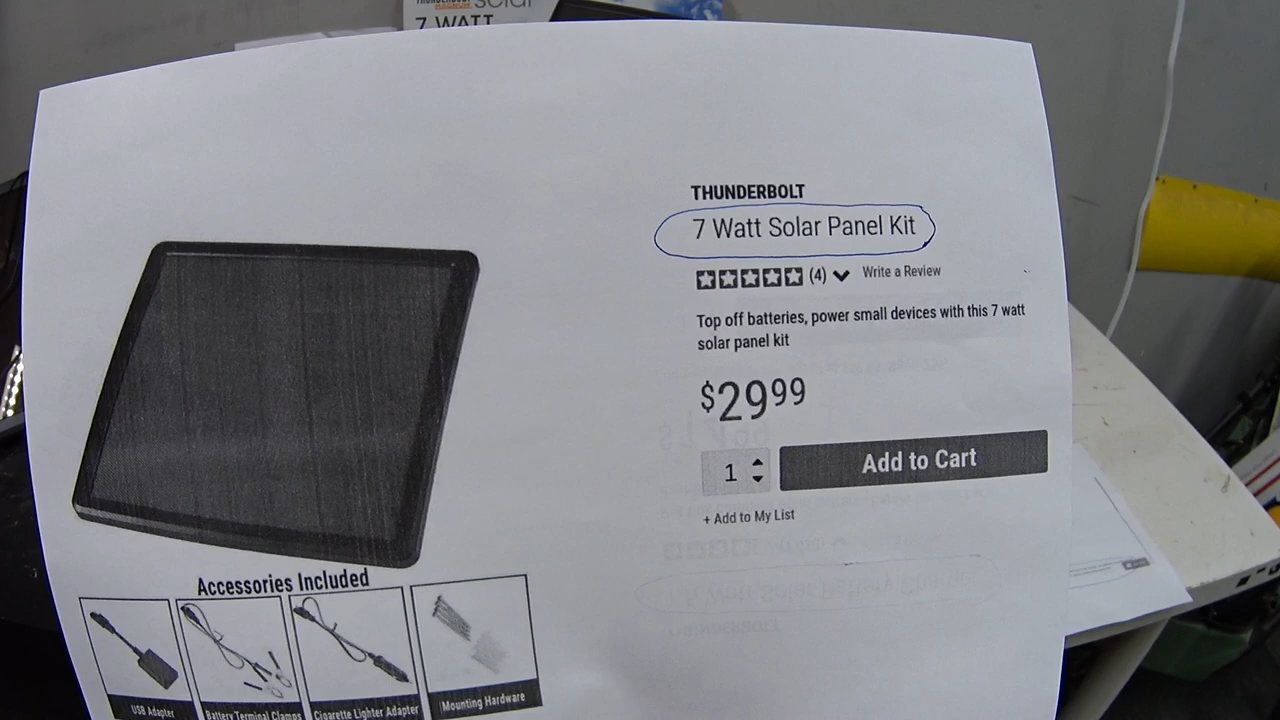 SOLAR
7 WATT
THUNDERBOLT
7 Watt Solar Panel Kit
(4) Write a Review
Top off batteries, power small devices with this 7 watt
solar panel kit
$29.99
1 Add to Cart
+ Add to My List
Accessories Included
USB Adapter
Battery Terminal Clamps
Cigarette Lighter Adapter
Mounting Hardware